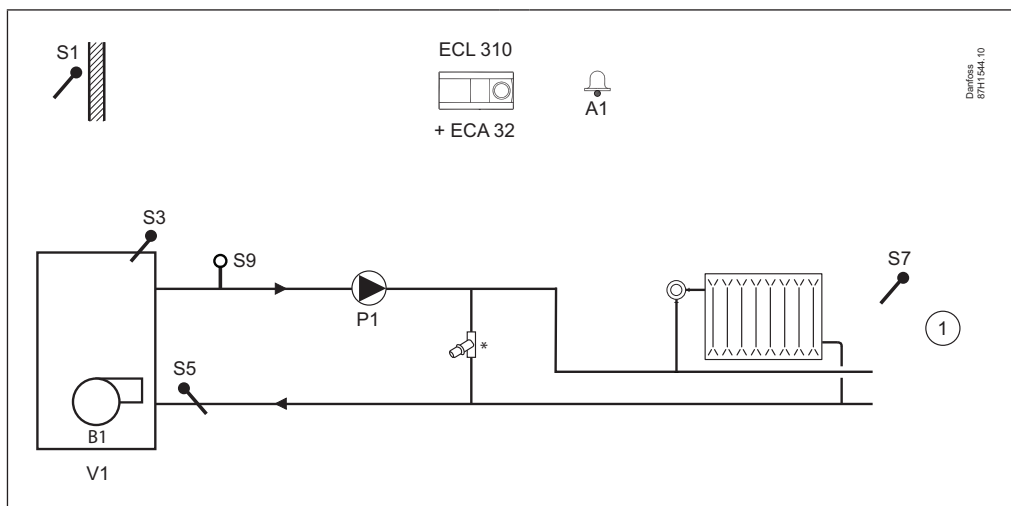 S1
ECL 310
+ ECA 32
A1
Danfoss
87H1544.10
S3
S9
P1
S7
1
*
S5
B1
V1